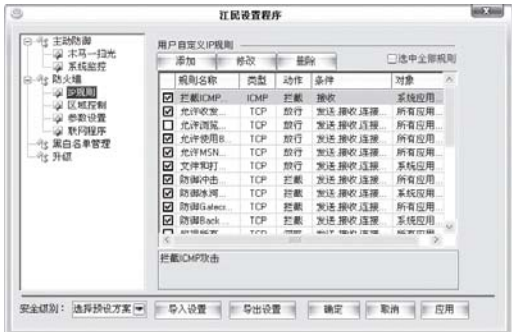 江民设置程序
主动防御
木马一扫光
系统监控
防火墙
IP规则
区域控制
参数设置
联网程序
黑白名单管理
升级
用户自定义IP规则
添加 修改 删除 选中全部规则
规则名称 类型 动作 条件 对象
拦截ICMP... ICMP 拦截 接收 系统应用...
允许收发... TCP 放行 发送,接收,连接... 所有应用...
允许浏览... TCP 放行 发送,接收,连接... 所有应用...
允许使用B... TCP 放行 发送,接收,连接... 所有应用...
允许MSN... TCP 放行 发送,接收,连接... 所有应用...
文件和打... TCP 放行 发送,接收,连接... 系统应用...
防御冲击... TCP 拦截 发送,接收,连接... 所有应用...
防御冰河... TCP 拦截 发送,接收,连接... 系统应用...
防御Gatecr... TCP 拦截 发送,接收,连接... 所有应用...
防御Back... TCP 拦截 发送,接收,连接... 系统应用...
拦截ICMP攻击
安全级别： 选择预设方案 导入设置 导出设置 确定 取消 应用